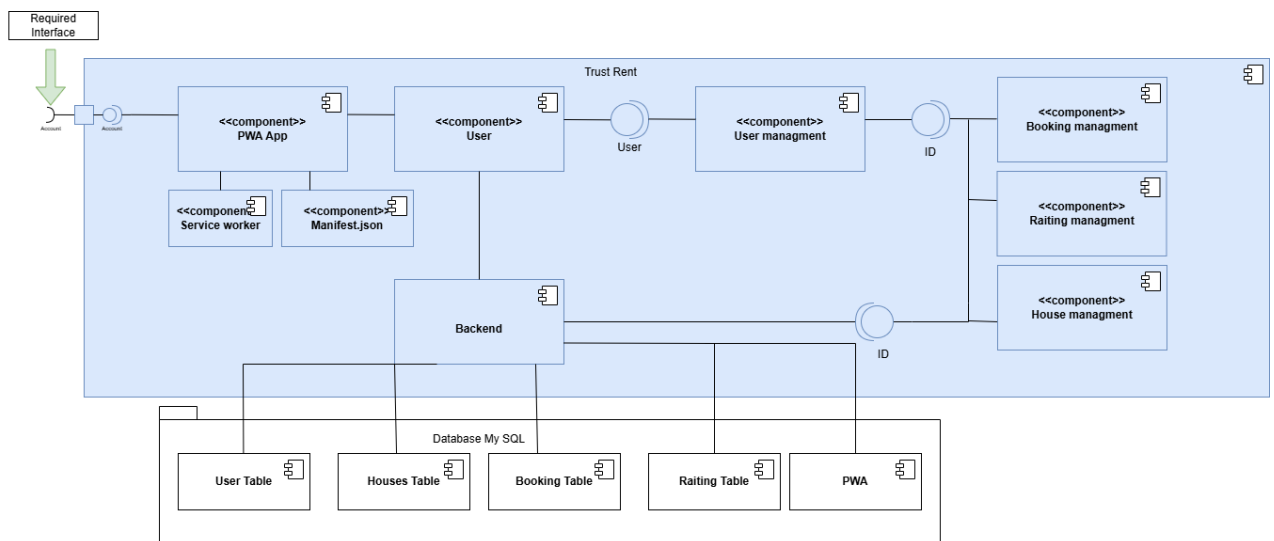 Required
Interface
Trust Rent
Account
Account
<<component>>
PWA App
<<component>>
User
User
<<component>>
User managment
ID
<<component>>
Booking managment
<<component>>
Service worker
<<component>>
Manifest.json
<<component>>
Raiting managment
Backend
<<component>>
House managment
ID
Database My SQL
User Table
Houses Table
Booking Table
Raiting Table
PWA